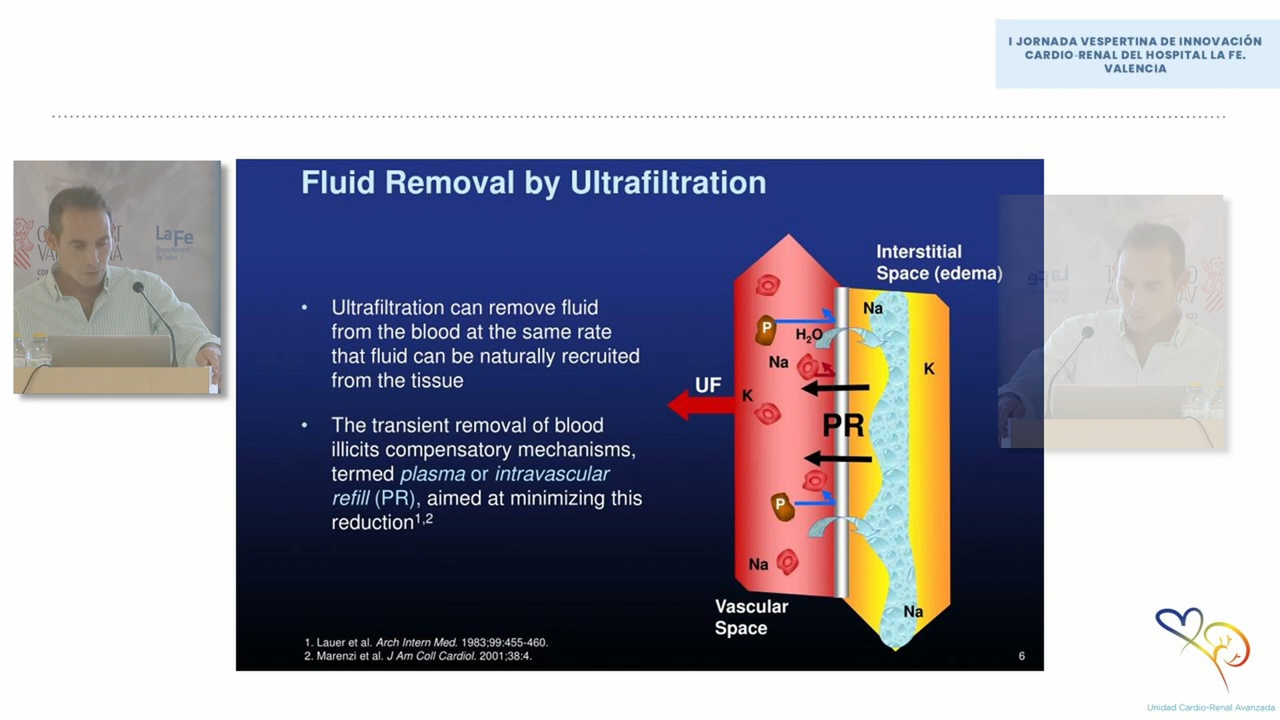 I JORNADA VESPERTINA DE INNOVACIÓN
CARDIO-RENAL DEL HOSPITAL LA FE.
VALENCIA
Fluid Removal by Ultrafiltration
• Ultrafiltration can remove fluid
from the blood at the same rate
that fluid can be naturally recruited
from the tissue
• The transient removal of blood
illicits compensatory mechanisms,
termed plasma or intravascular
refill (PR), aimed at minimizing this
reduction1,2
1. Lauer et al. Arch Intern Med. 1983;99:455-460.
2. Marenzi et al. J Am Coll Cardiol. 2001;38:4.
Interstitial
Space (edema)
Na
P
H2O
Na
K
UF
K
PR
P
Na
Na
Vascular
Space
6
LaFe
Unidad Cardio-Renal Avanzada